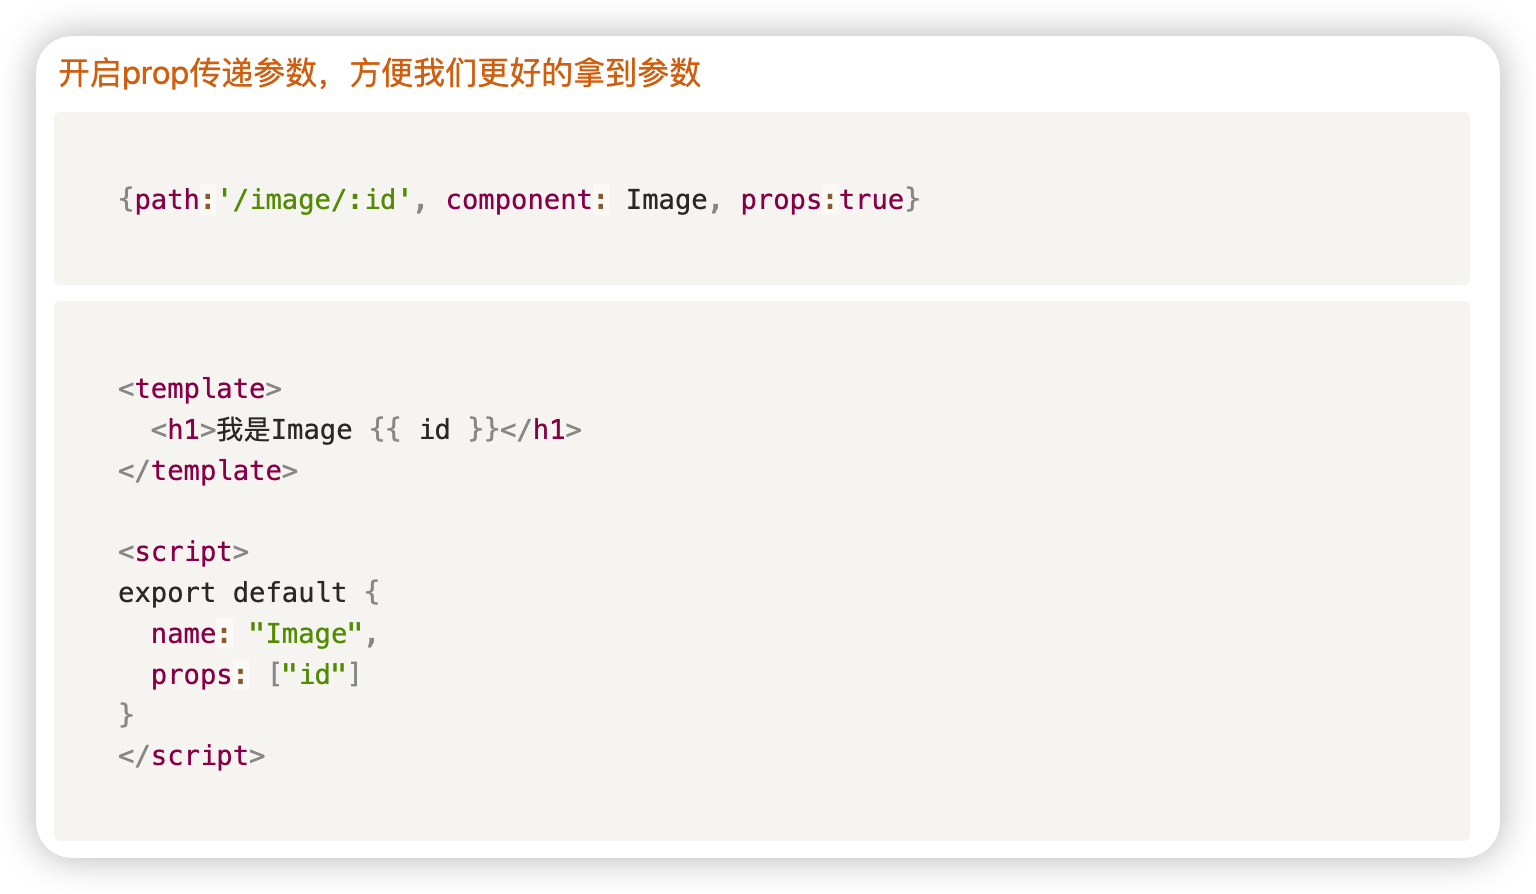 开启prop传递参数，方便我们更好的拿到参数
{path:'/image/:id', component: Image, props:true}
<template>
  <h1>我是Image {{ id }}</h1>
</template>
<script>
export default {
  name: "Image",
  props: ["id"]
}
</script>